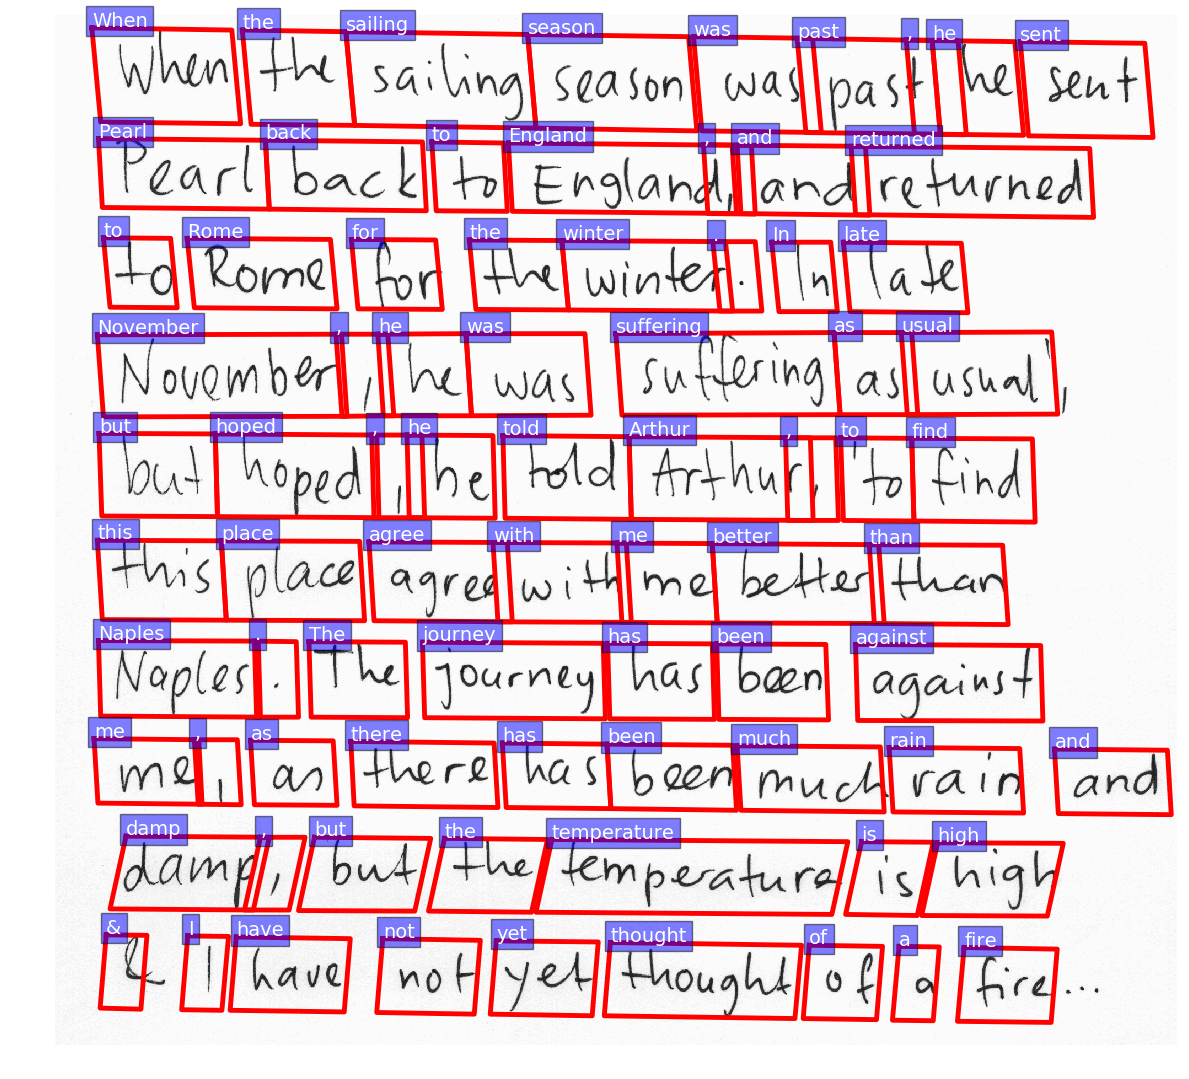 When the sailing season was past he sent
Pearl back to England, and returned
to Rome for the winter. In late
November, he was suffering as usual',
but hoped, he told Arthur, 'to find
this place agree with me better than
Naples. The journey has been against
me, as there has been much rain and
damp, but the temperature is high
& I have not yet thought of a fire...